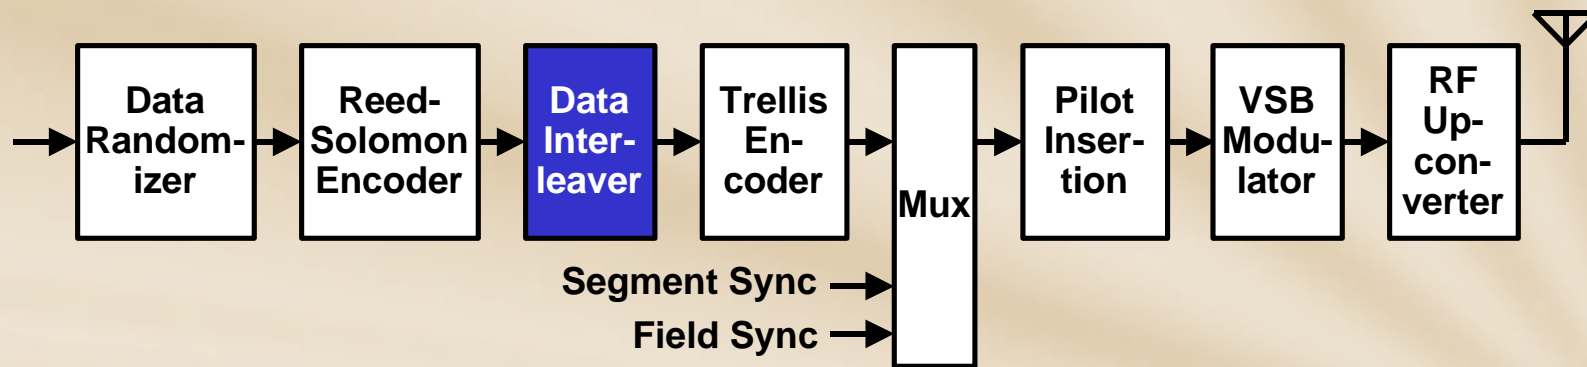 Data
Random-
izer
Reed-
Solomon
Encoder
Data
Inter-
leaver
Trellis
En-
coder
Mux
Pilot
Inser-
tion
VSB
Modu-
lator
RF
Up-
con-
verter
Segment Sync
Field Sync